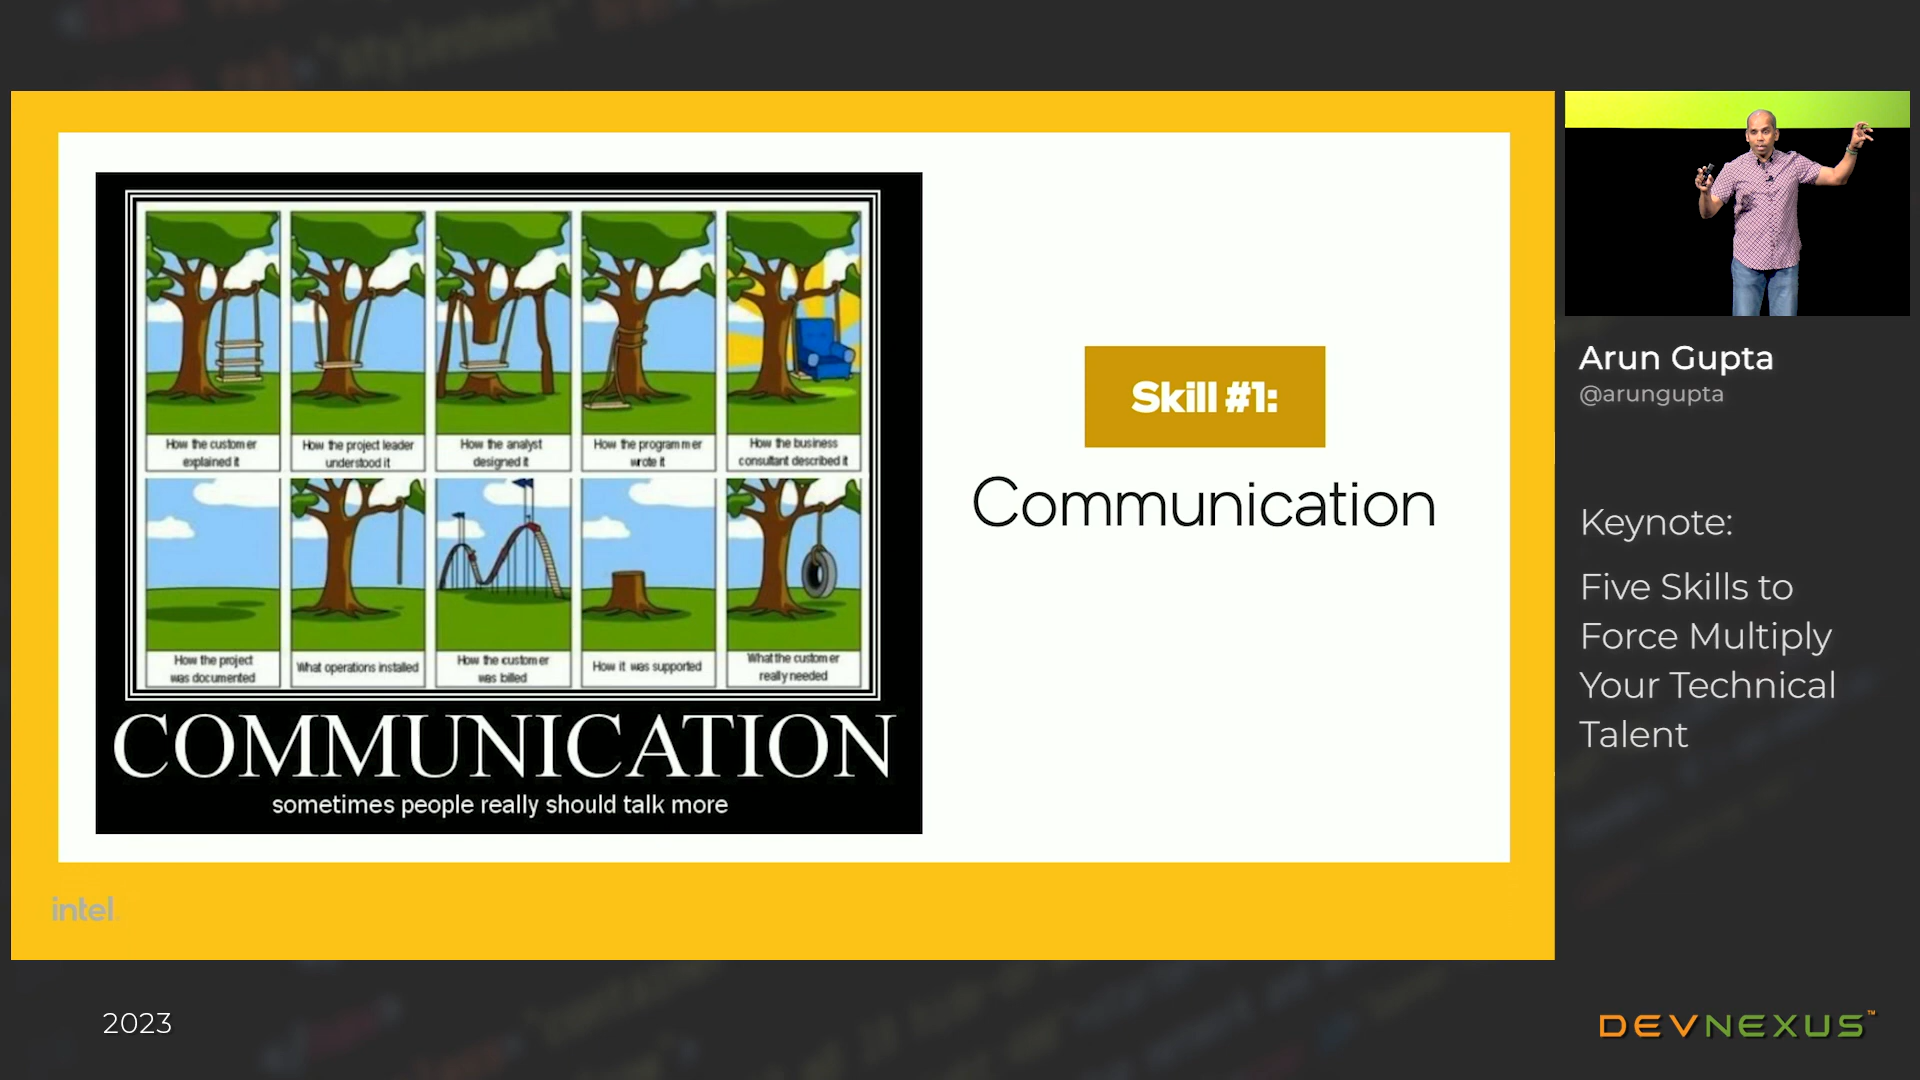 How the customer
explained it
How the project leader
understood it
How the analyst
designed it
How the programmer
wrote it
How the business
consultant described it
How the project
was documented
What operations installed
How the customer
was billed
How it was supported
What the customer
really needed
COMMUNICATION
sometimes people really should talk more
Skill #1:
Communication
intel
Arun Gupta
@arungupta
Keynote:
Five Skills to
Force Multiply
Your Technical
Talent
2023
DEVNEXUS™